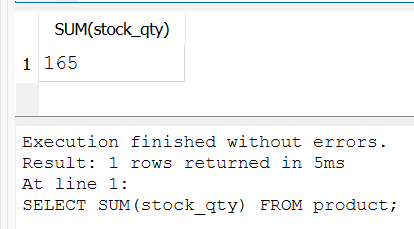 SUM(stock_qty)
1 165
Execution finished without errors.
Result: 1 rows returned in 5ms
At line 1:
SELECT SUM(stock_qty) FROM product;